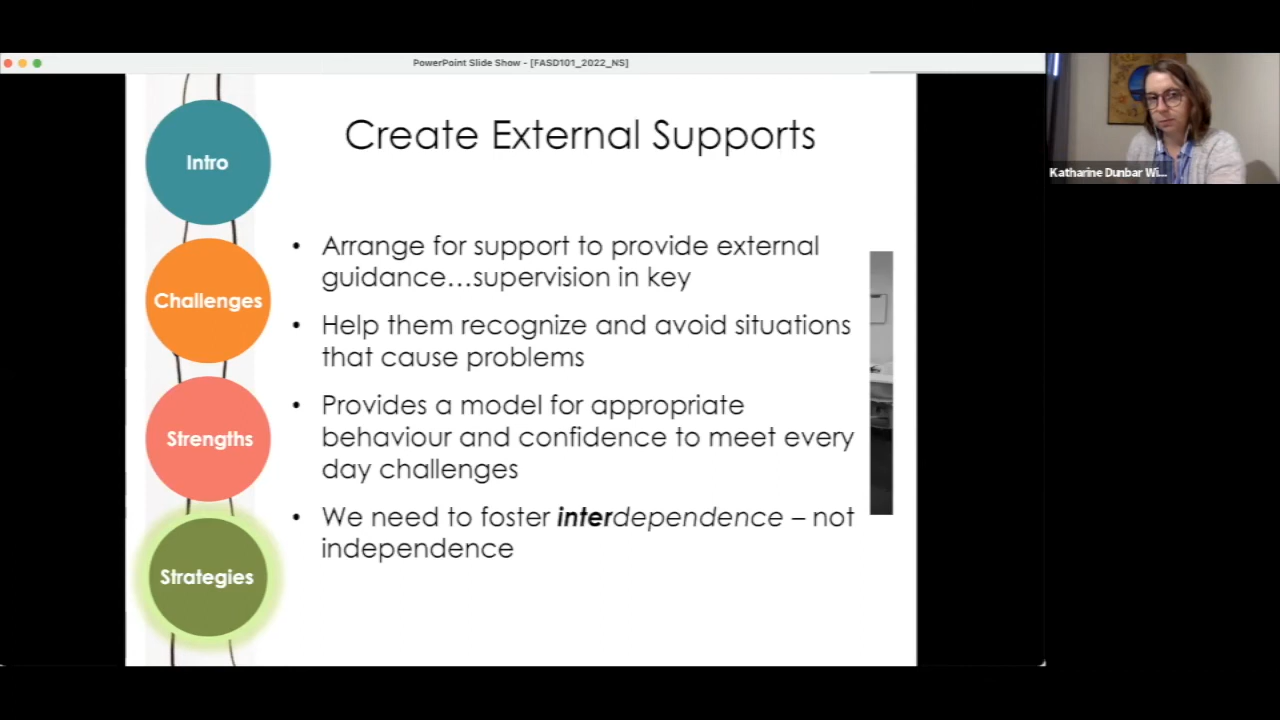 PowerPoint Slide Show - [FASD101_2022_NS]
Create External Supports
Intro
Challenges
Strengths
Strategies
• Arrange for support to provide external
guidance...supervision in key
• Help them recognize and avoid situations
that cause problems
• Provides a model for appropriate
behaviour and confidence to meet every
day challenges
• We need to foster interdependence – not
independence
Katharine Dunbar Wi...